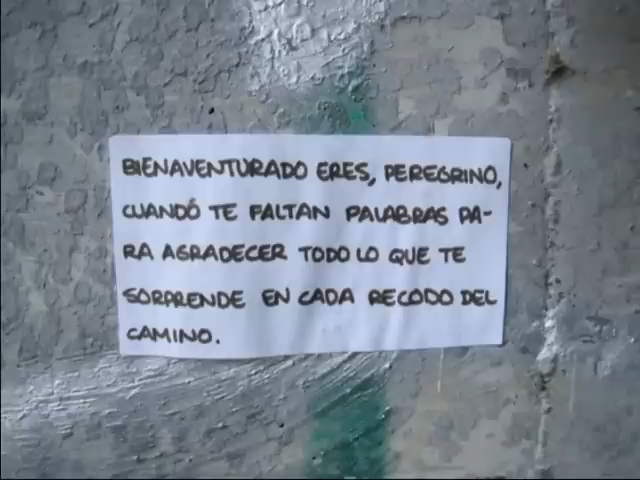 BIENAVENTURADO ERES, PEREGRINO,
CUANDÓ TE FALTAN PALABRAS PA-
RA AGRADECER TODO LO QUE TE
SORPRENDE EN CADA RECODO DEL
CAMINO.